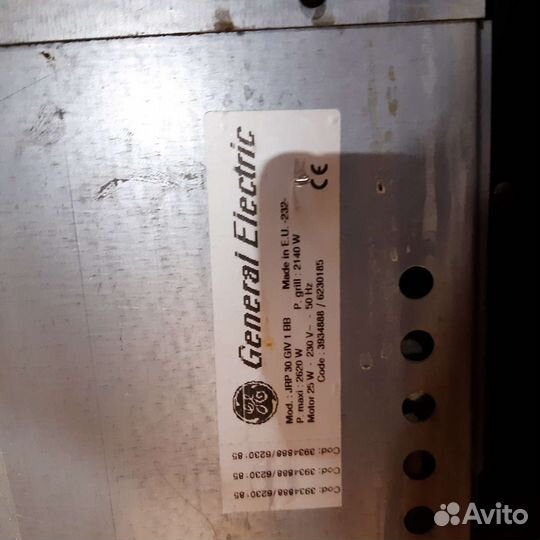 General Electric
Mod. : JRP 30 GIV 1 BB Made in E.U. -232-
P. maxi : 2620 W P. grill : 2140 W
Motor 25 W - 230 V~ - 50 Hz
Code : 3934888 / 6230185
CE
Cod: 3934888/6230185
Cod: 3934888/6230185
Cod: 3934888/6230185
Avito